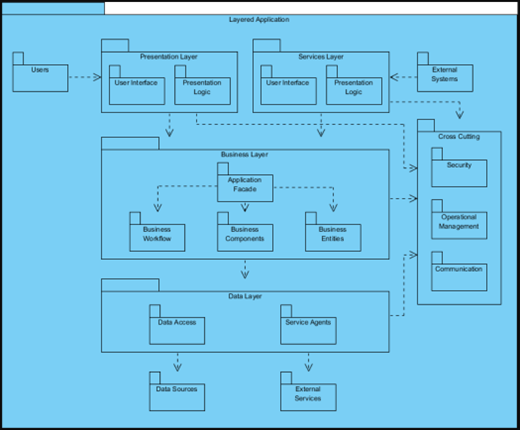 Layered Application
Users
Presentation Layer
User Interface
Presentation
Logic
Services Layer
User Interface
Presentation
Logic
External
Systems
Cross Cutting
Security
Operational
Management
Communication
Business Layer
Application
Facade
Business
Workflow
Business
Components
Business
Entities
Data Layer
Data Access
Service Agents
Data Sources
External
Services